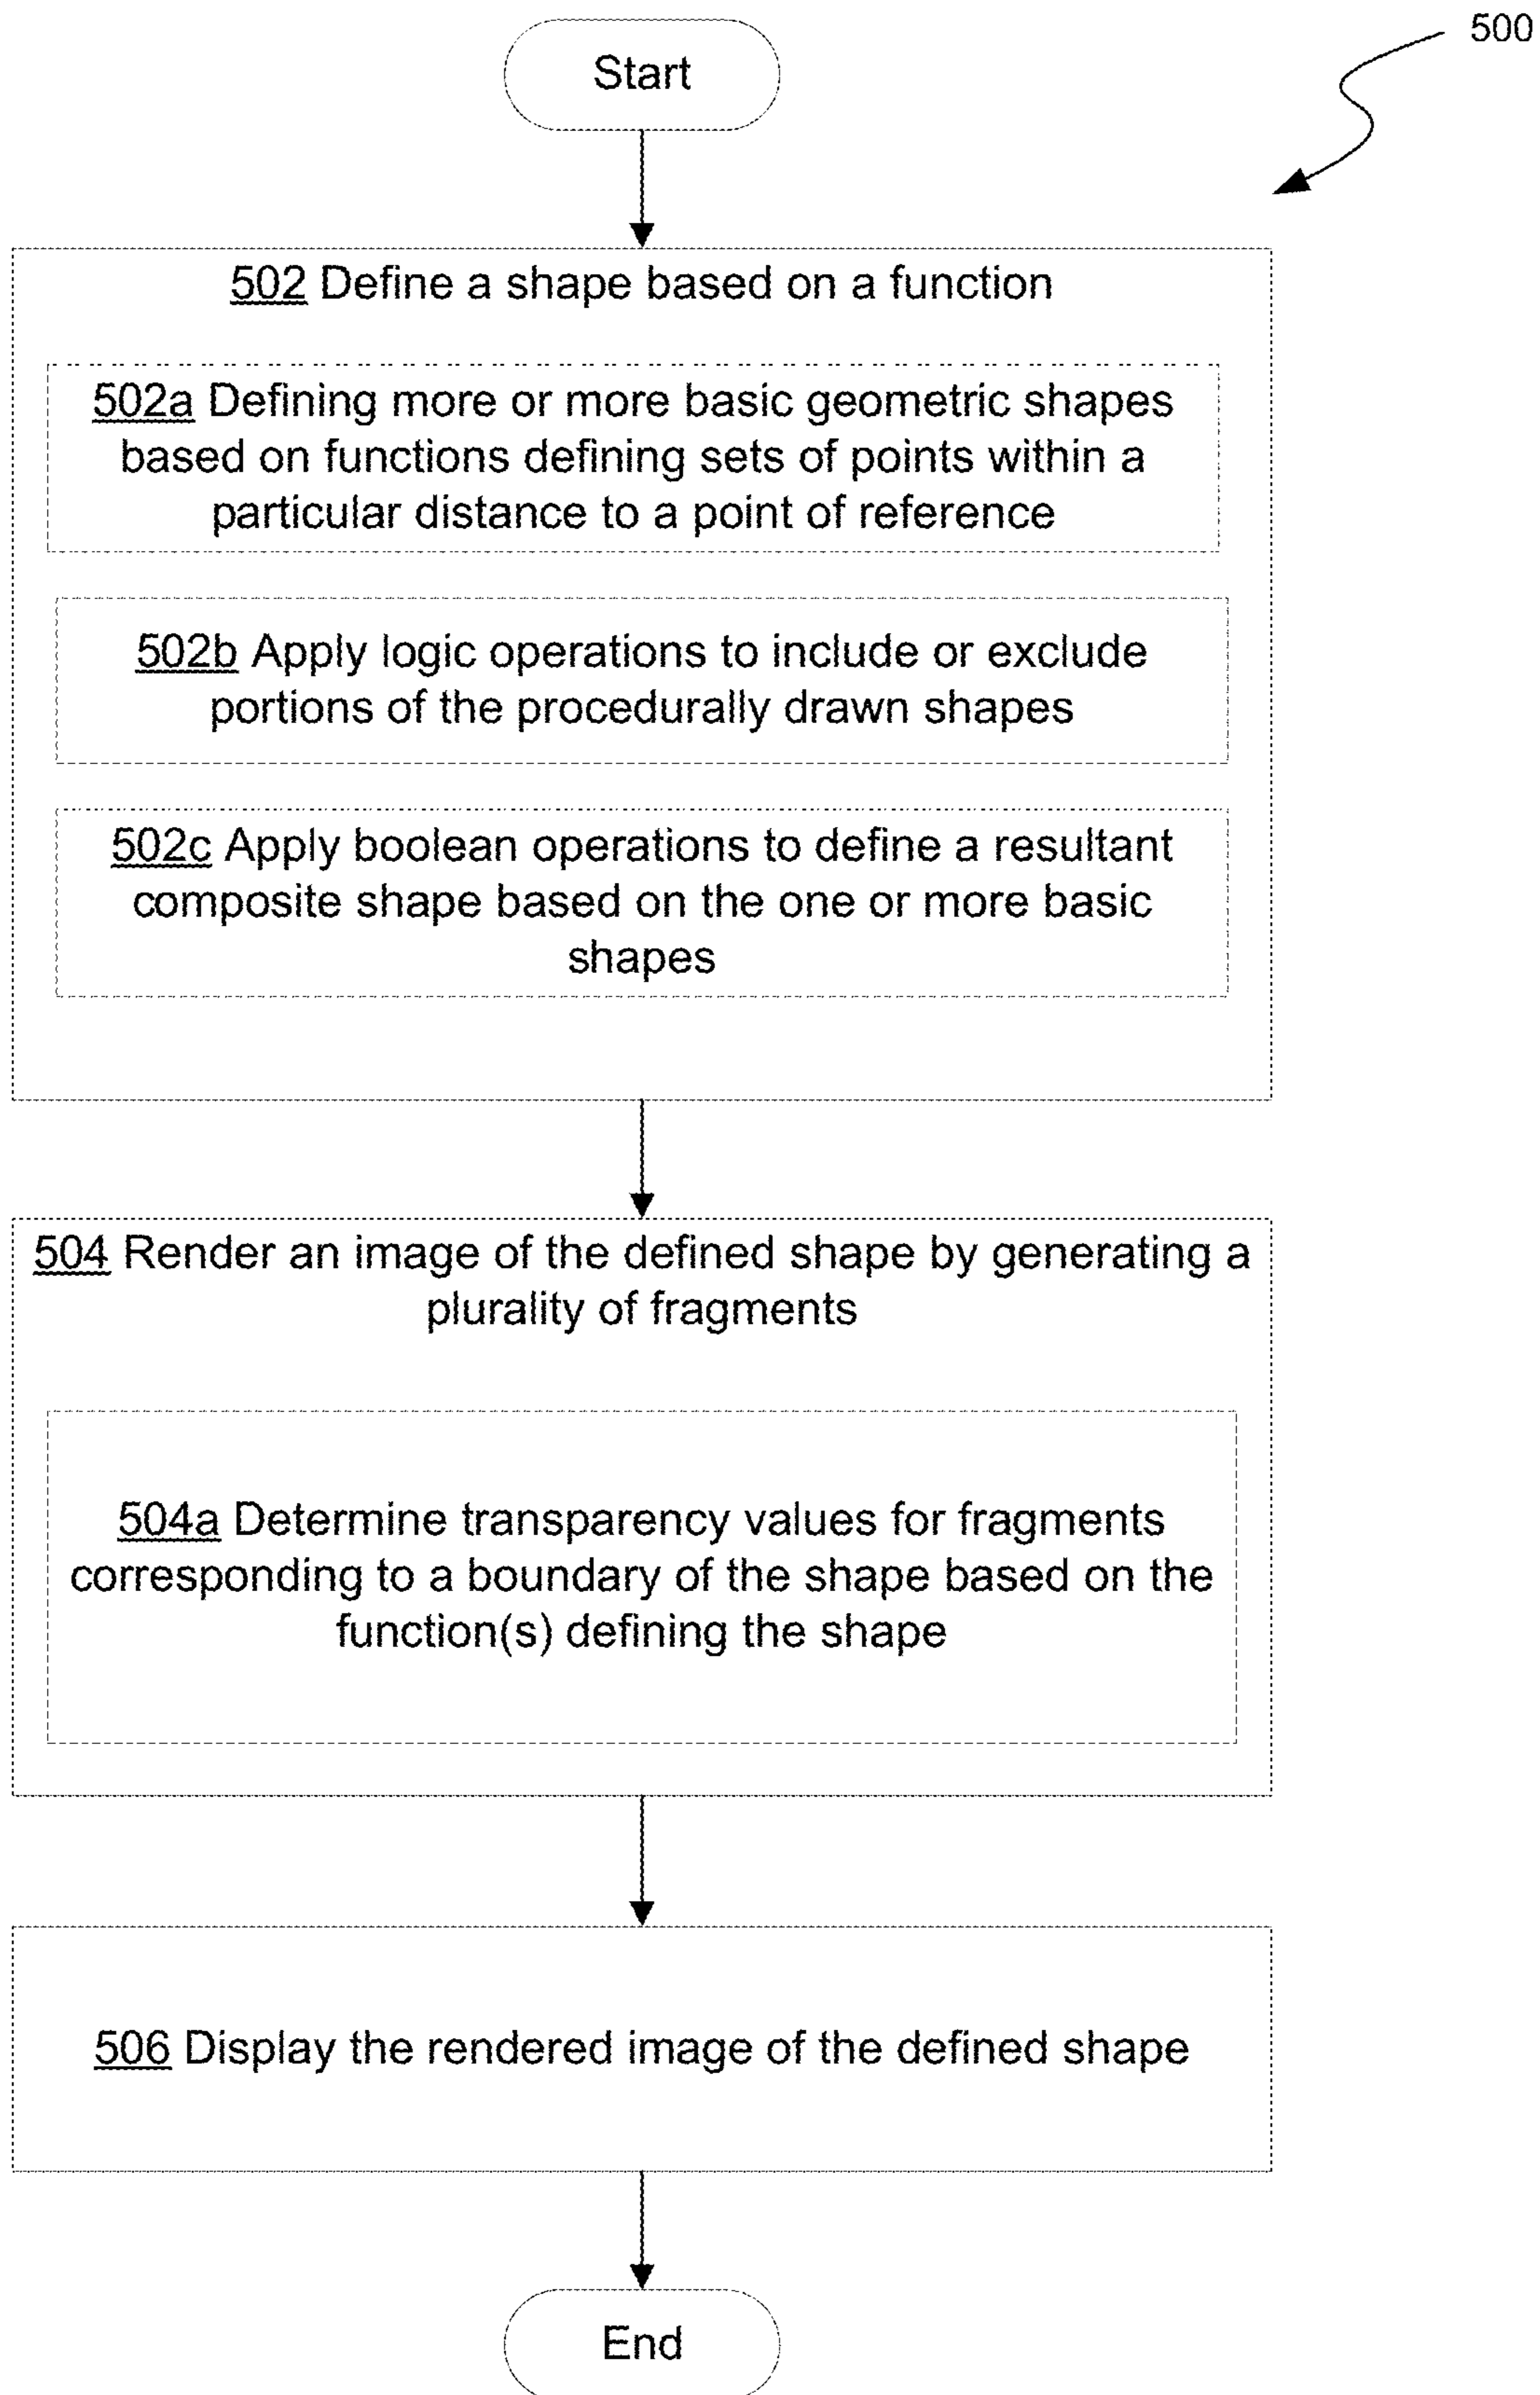 500
Start
502 Define a shape based on a function
502a Defining more or more basic geometric shapes
based on functions defining sets of points within a
particular distance to a point of reference
502b Apply logic operations to include or exclude
portions of the procedurally drawn shapes
502c Apply boolean operations to define a resultant
composite shape based on the one or more basic
shapes
504 Render an image of the defined shape by generating a
plurality of fragments
504a Determine transparency values for fragments
corresponding to a boundary of the shape based on the
function(s) defining the shape
506 Display the rendered image of the defined shape
End